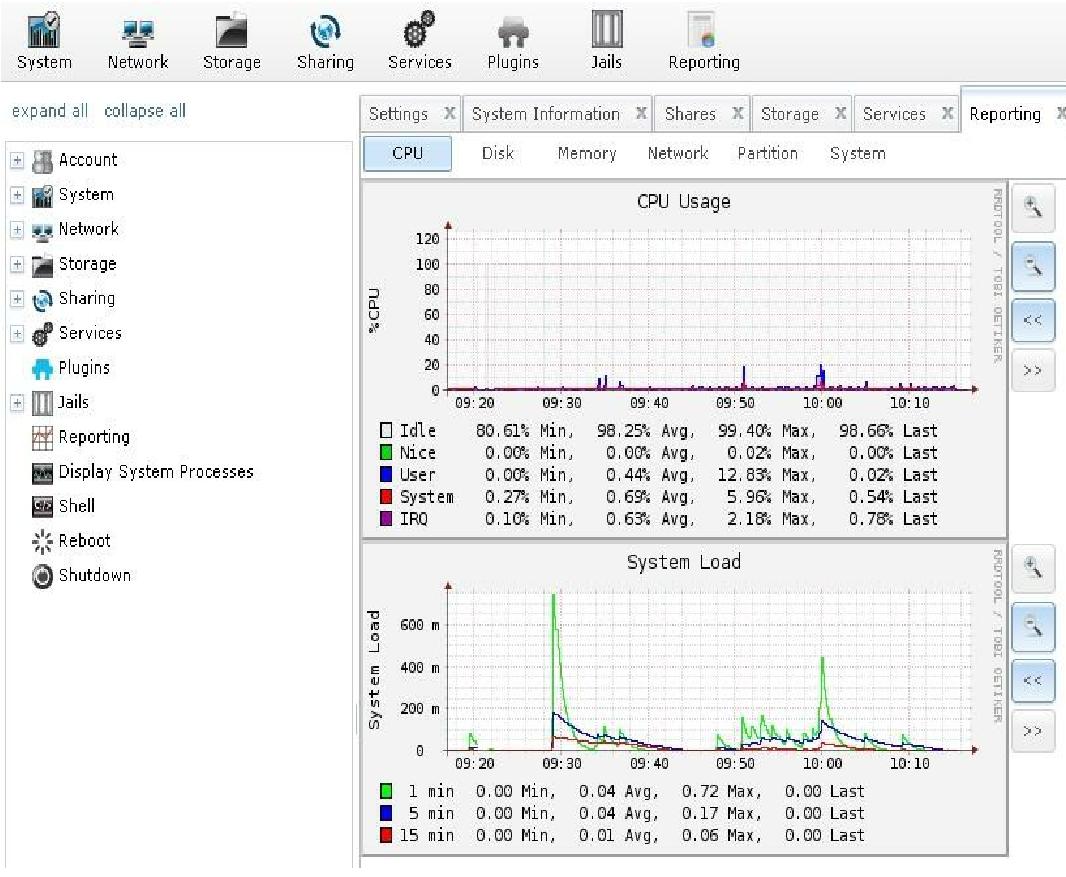 System Network Storage Sharing Services Plugins Jails Reporting
expand all collapse all
Account
System
Network
Storage
Sharing
Services
Plugins
Jails
Reporting
Display System Processes
Shell
Reboot
Shutdown
Settings X System Information X Shares X Storage X Services X Reporting X
CPU Disk Memory Network Partition System
CPU Usage
RRDTOOL / TOBI OETIKER
%CPU
120
100
80
60
40
20
0
09:20 09:30 09:40 09:50 10:00 10:10
Idle 80.61% Min, 98.25% Avg, 99.40% Max, 98.66% Last
Nice 0.00% Min, 0.00% Avg, 0.02% Max, 0.00% Last
User 0.00% Min, 0.44% Avg, 12.83% Max, 0.02% Last
System 0.27% Min, 0.69% Avg, 5.96% Max, 0.54% Last
IRQ 0.10% Min, 0.63% Avg, 2.18% Max, 0.78% Last
<<
>>
System Load
RRDTOOL / TOBI OETIKER
System Load
600 m
400 m
200 m
0
09:20 09:30 09:40 09:50 10:00 10:10
1 min 0.00 Min, 0.04 Avg, 0.72 Max, 0.00 Last
5 min 0.00 Min, 0.04 Avg, 0.17 Max, 0.00 Last
15 min 0.00 Min, 0.01 Avg, 0.06 Max, 0.00 Last
<<
>>